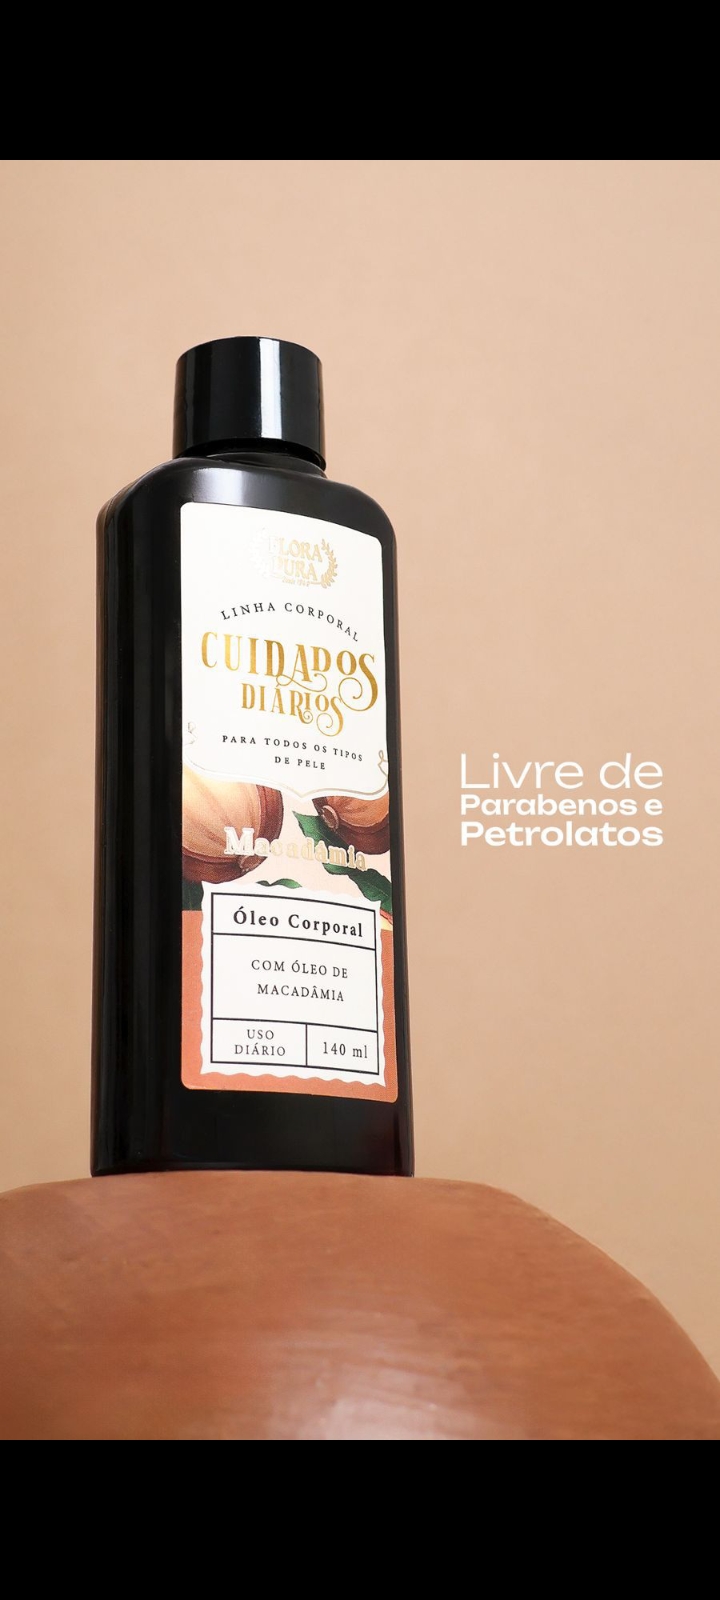 FLORA
PURA
LINHA CORPORAL
CUIDADOS
DIÁRIOS
PARA TODOS OS TIPOS
DE PELE
Macadâmia
Óleo Corporal
COM ÓLEO DE
MACADÂMIA
USO
DIÁRIO
140 ml
Livre de
Parabenos e
Petrolatos